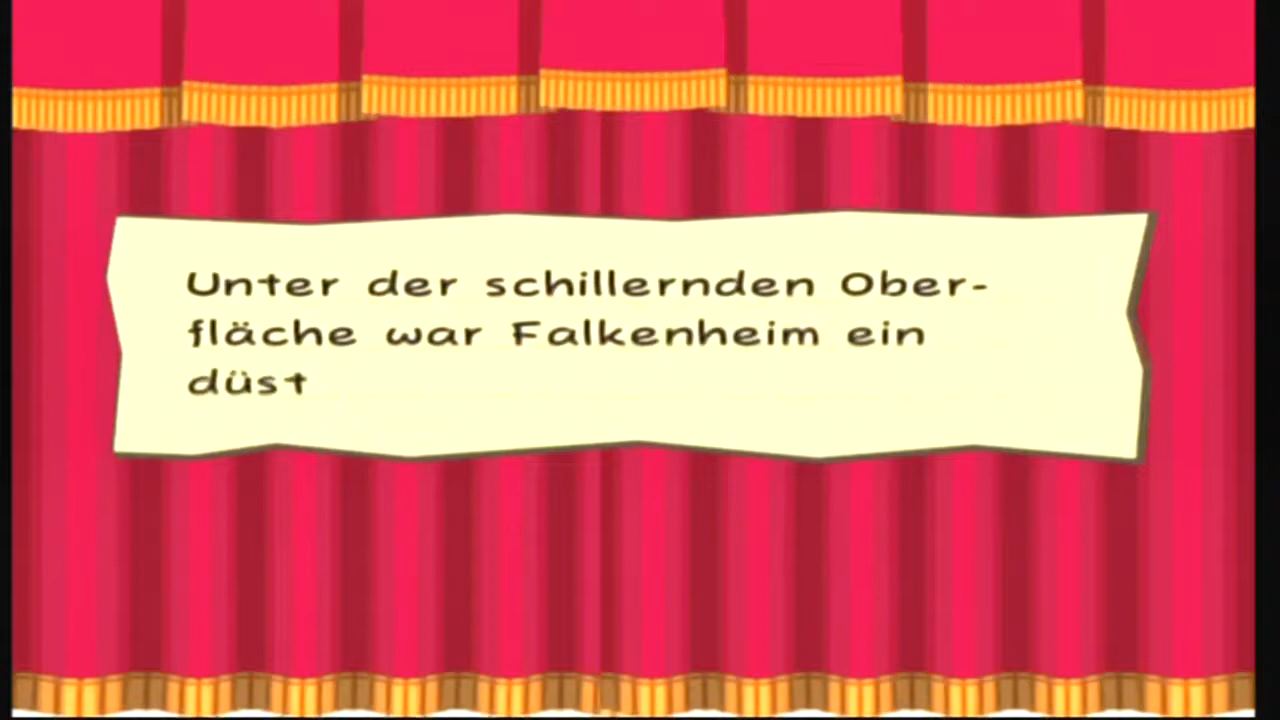 Unter der schillernden Ober-
fläche war Falkenheim ein
düst